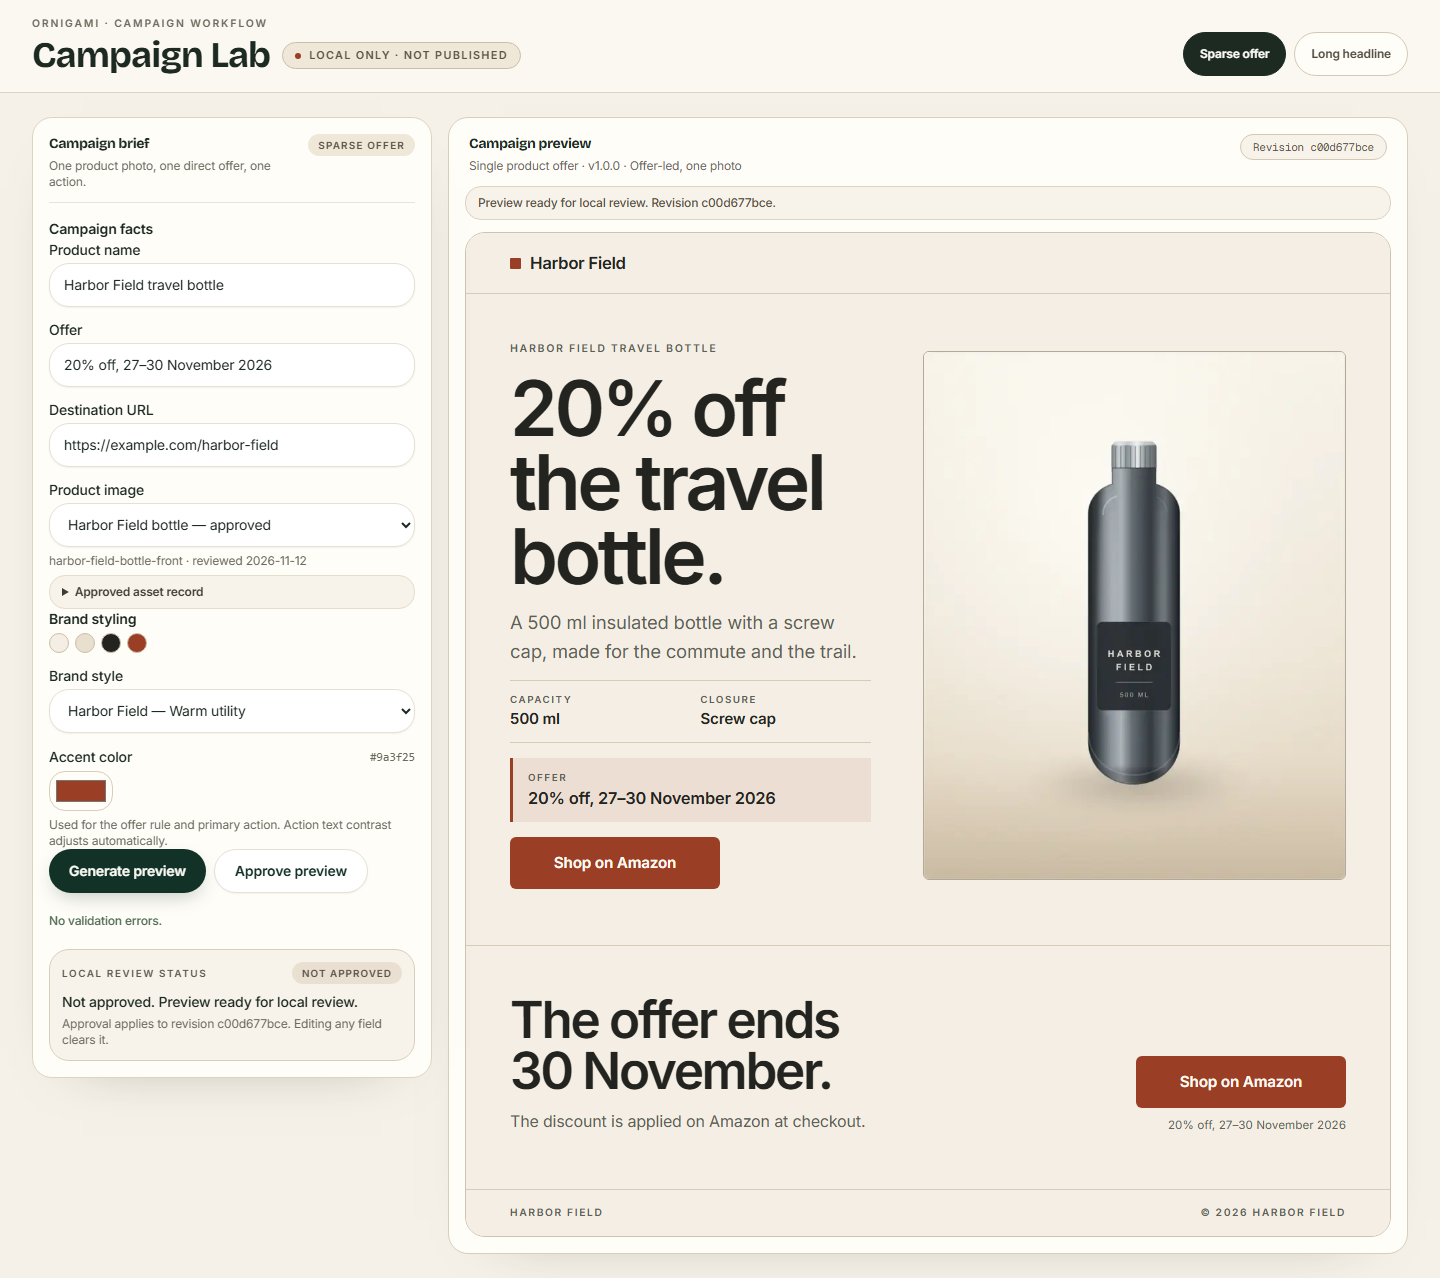 ORNIGAMI · CAMPAIGN WORKFLOW
Campaign Lab
LOCAL ONLY · NOT PUBLISHED
Sparse offer
Long headline
Campaign brief
SPARSE OFFER
One product photo, one direct offer, one
action.
Campaign facts
Product name
Harbor Field travel bottle
Offer
20% off, 27–30 November 2026
Destination URL
https://example.com/harbor-field
Product image
Harbor Field bottle — approved
harbor-field-bottle-front · reviewed 2026-11-12
Approved asset record
Brand styling
Brand style
Harbor Field — Warm utility
Accent color
#9a3f25
Used for the offer rule and primary action. Action text contrast
adjusts automatically.
Generate preview
Approve preview
No validation errors.
LOCAL REVIEW STATUS
NOT APPROVED
Not approved. Preview ready for local review.
Approval applies to revision c00d677bce. Editing any field
clears it.
Campaign preview
Single product offer · v1.0.0 · Offer-led, one photo
Revision c00d677bce
Preview ready for local review. Revision c00d677bce.
Harbor Field
HARBOR FIELD TRAVEL BOTTLE
20% off
the travel
bottle.
A 500 ml insulated bottle with a screw
cap, made for the commute and the trail.
CAPACITY
500 ml
CLOSURE
Screw cap
OFFER
20% off, 27–30 November 2026
Shop on Amazon
HARBOR
FIELD
500 ML
The offer ends
30 November.
The discount is applied on Amazon at checkout.
Shop on Amazon
20% off, 27–30 November 2026
HARBOR FIELD
© 2026 HARBOR FIELD